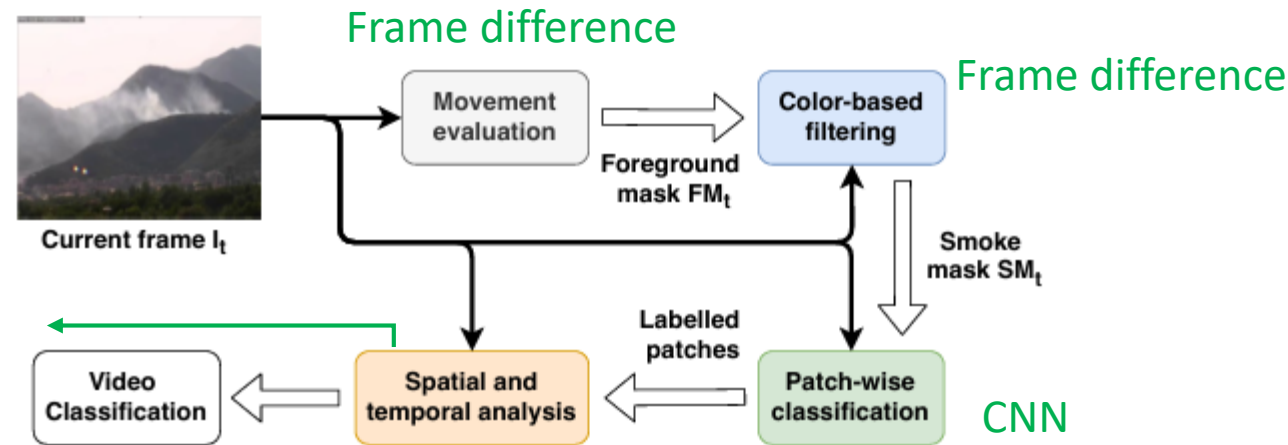 Frame difference
Frame difference
Movement
evaluation
Color-based
filtering
Foreground
mask FMt
Current frame It
Smoke
mask SMt
Labelled
patches
Video
Classification
Spatial and
temporal analysis
Patch-wise
classification
CNN